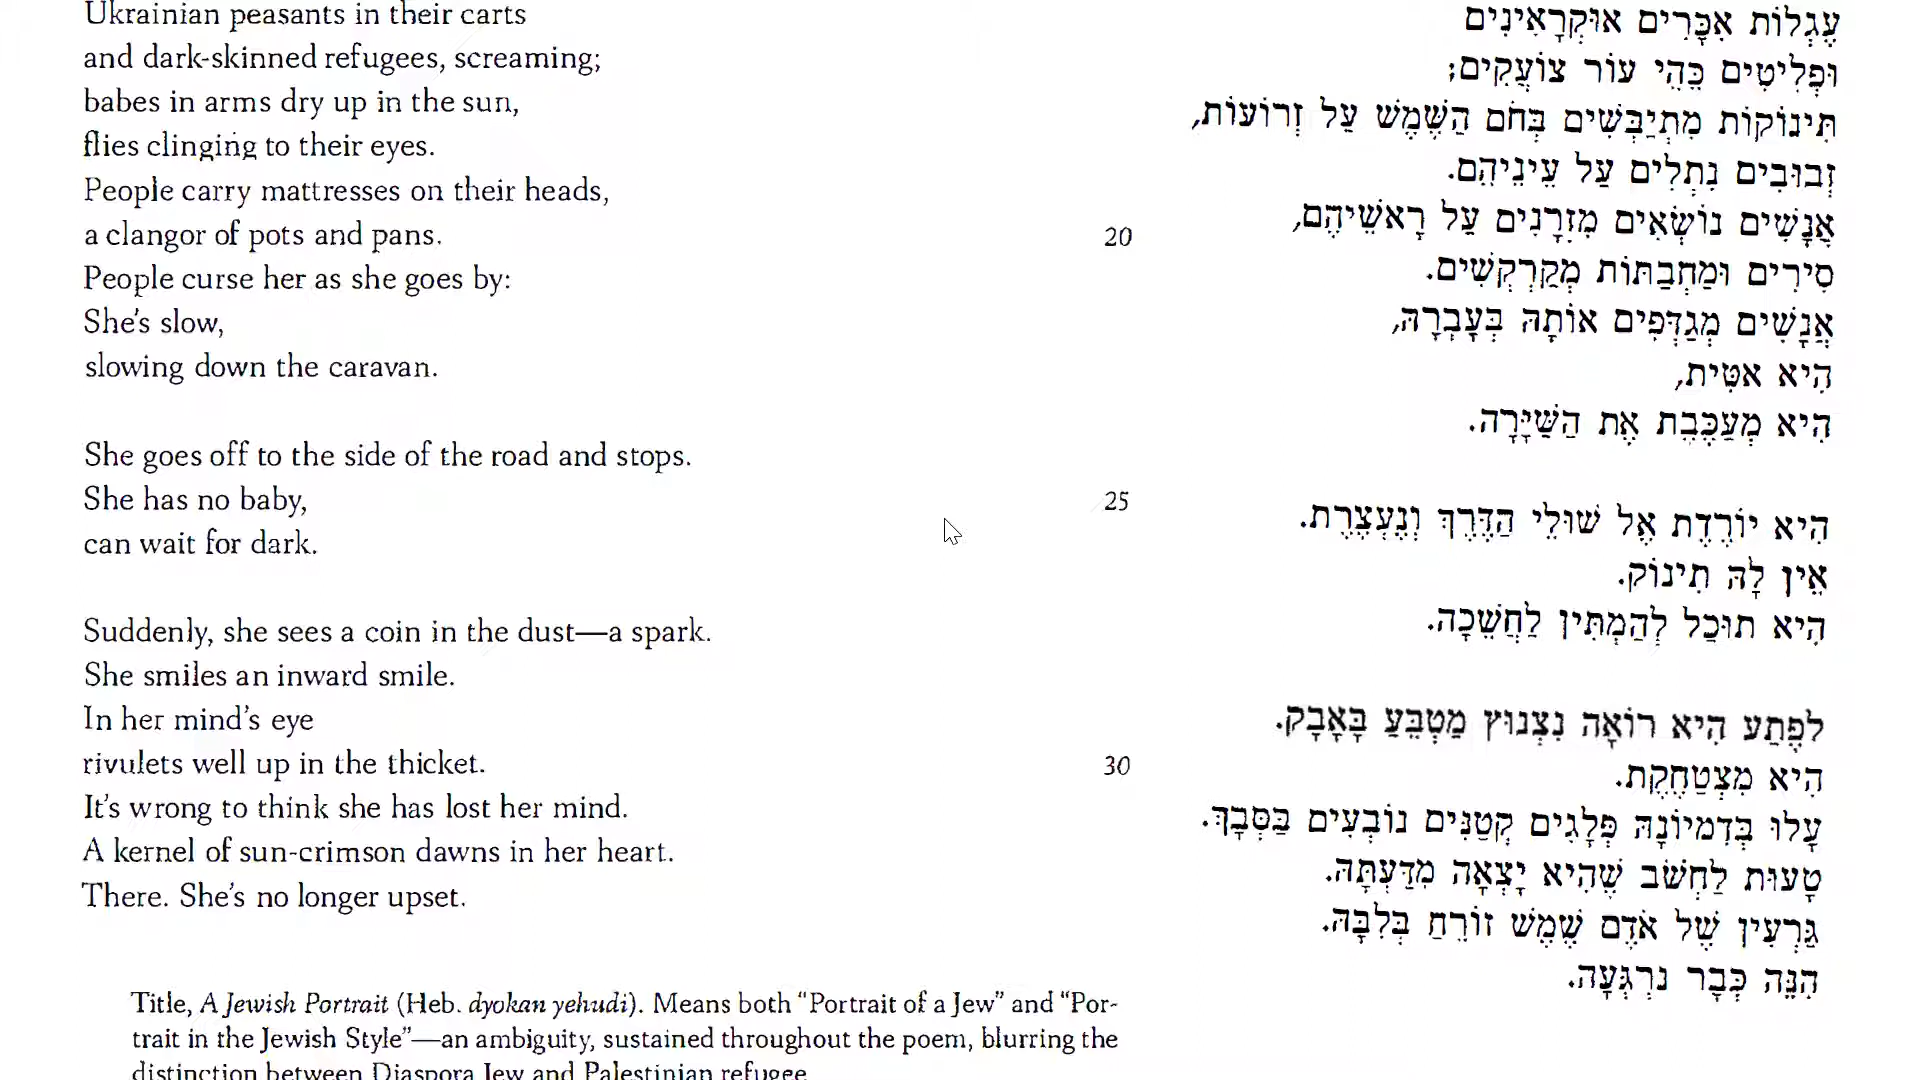 Ukrainian peasants in their carts
and dark-skinned refugees, screaming;
babes in arms dry up in the sun,
flies clinging to their eyes.
People carry mattresses on their heads,
a clangor of pots and pans.
20
People curse her as she goes by:
She's slow,
slowing down the caravan.
She goes off to the side of the road and stops.
She has no baby,
25
can wait for dark.
Suddenly, she sees a coin in the dust—a spark.
She smiles an inward smile.
In her mind's eye
rivulets well up in the thicket.
30
It's wrong to think she has lost her mind.
A kernel of sun-crimson dawns in her heart.
There. She's no longer upset.
Title, A Jewish Portrait (Heb. dyokan yehudi). Means both “Portrait of a Jew” and “Por-
trait in the Jewish Style”—an ambiguity, sustained throughout the poem, blurring the
distinction between Diaspora Jew and Palestinian refugee
עֶגְלוֹת אִכָּרִים אוּקְרָאִינִים
וּפְלִיטִים כֵּהֵי עוֹר צוֹעֲקִים;
תִּינוֹקוֹת מִתְיַבְּשִׁים בְּחֹם הַשֶּׁמֶשׁ עַל זְרוֹעוֹת,
זְבוּבִים נִתְלִים עַל עֵינֵיהֶם.
אֲנָשִׁים נוֹשְׂאִים מִזְרָנִים עַל רָאשֵׁיהֶם,
סִירִים וּמַחְבַתּוֹת מְקַרְקְשִׁים.
אֲנָשִׁים מְגַדְּפִים אוֹתָהּ בְּעָבְרָהּ,
הִיא אִטִּית,
הִיא מְעַכֶּבֶת אֶת הַשַּׁיָּרָה.
הִיא יוֹרֶדֶת אֶל שׁוּלֵי הַדֶּרֶךְ וְנֶעְצֶרֶת.
אֵין לָהּ תִּינוֹק.
הִיא תּוּכַל לְהַמְתִּין לַחֲשֵׁכָה.
לְפֶתַע הִיא רוֹאָה נִצְנוּץ מַטְבֵּעַ בָּאָבָק.
הִיא מִצְטַחֶקֶת.
עָלוּ בְּדִמְיוֹנָהּ פְּלָגִים קְטַנִּים נוֹבְעִים בַּסְּבָךְ.
טָעוּת לַחְשֹׁב שֶׁהִיא יָצְאָה מִדַּעְתָּהּ.
גַּרְעִין שֶׁל אֹדֶם שֶׁמֶשׁ זוֹרֵחַ בְּלִבָּהּ.
הִנֵּה כְּבָר נִרְגְּעָה.